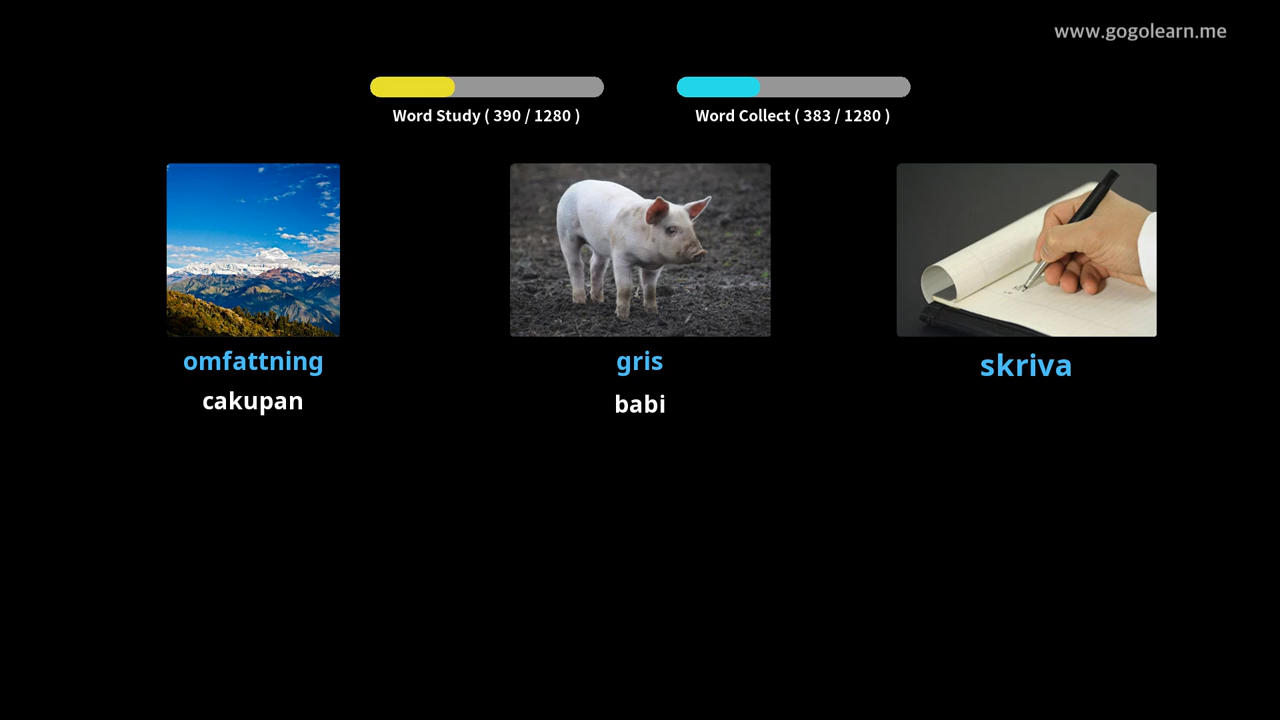 www.gogolearn.me
Word Study ( 390 / 1280 )
Word Collect ( 383 / 1280 )
omfattning
cakupan
gris
babi
skriva